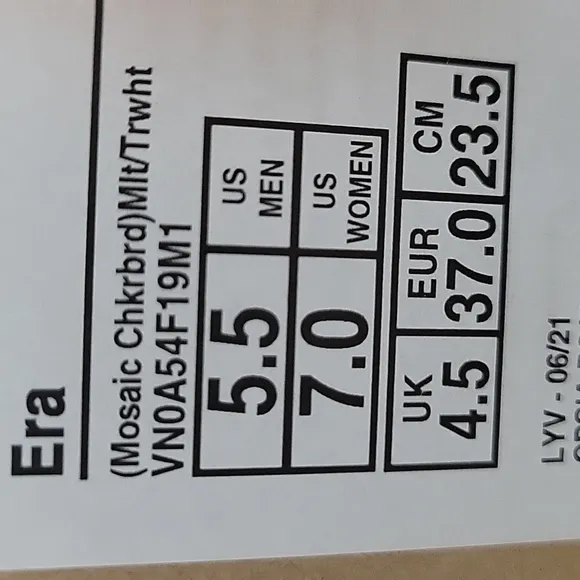 Era
(Mosaic Chkrbrd)Mlt/Trwht
VN0A54F19M1
5.5 US MEN
7.0 US WOMEN
UK EUR CM
4.5 37.0 23.5
LYV - 06/21